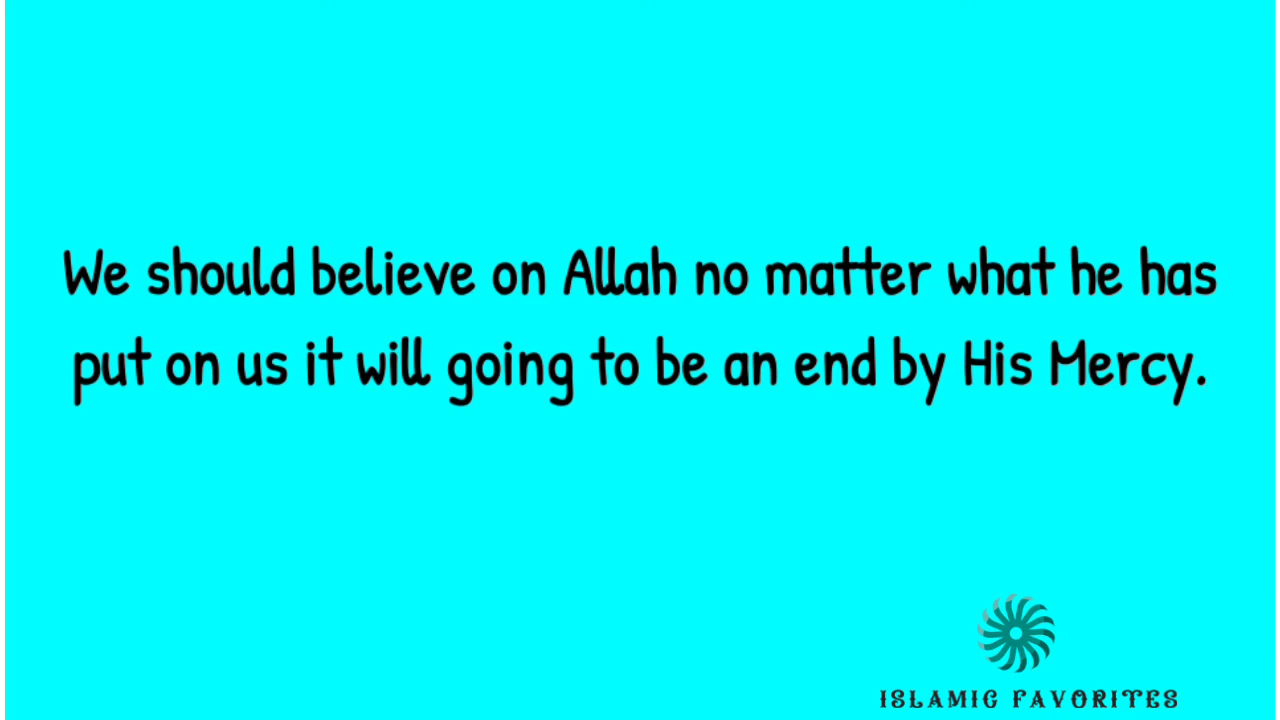 We should believe on Allah no matter what he has
put on us it will going to be an end by His Mercy.
ISLAMIC FAVORITES